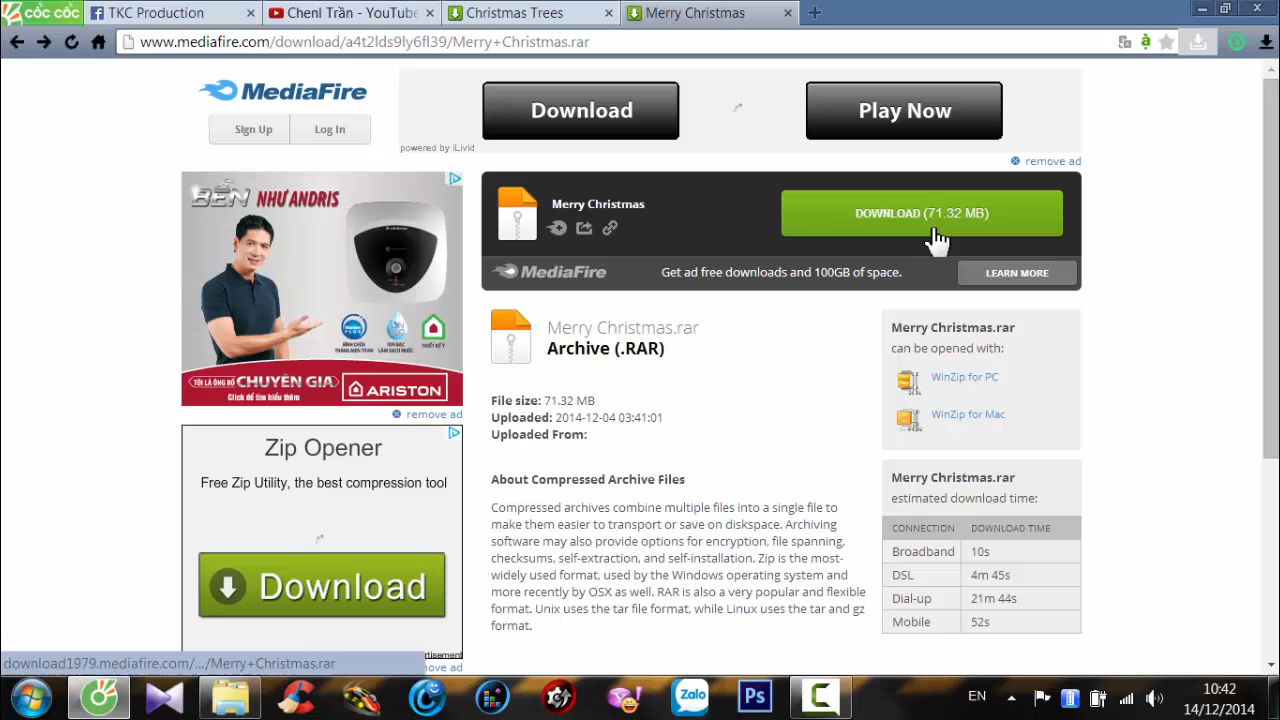 CỐC CỐC
TKC Production
Chenl Trần - YouTube
Christmas Trees
Merry Christmas
www.mediafire.com/download/a4t2lds9ly6fl39/Merry+Christmas.rar
MediaFire
Sign Up
Log In
Download
Play Now
powered by iLivid
remove ad
BỀN NHƯ ANDRIS
TÔI LÀ ÔNG BỐ CHUYÊN GIA
Click để tìm hiểu thêm
ARISTON
remove ad
Merry Christmas
DOWNLOAD (71.32 MB)
MediaFire
Get ad free downloads and 100GB of space.
LEARN MORE
Merry Christmas.rar
Archive (.RAR)
File size: 71.32 MB
Uploaded: 2014-12-04 03:41:01
Uploaded From:
About Compressed Archive Files
Compressed archives combine multiple files into a single file to
make them easier to transport or save on diskspace. Archiving
software may also provide options for encryption, file spanning,
checksums, self-extraction, and self-installation. Zip is the most-
widely used format, used by the Windows operating system and
more recently by OSX as well. RAR is also a very popular and flexible
format. Unix uses the tar file format, while Linux uses the tar and gz
format.
Merry Christmas.rar
can be opened with:
WinZip for PC
WinZip for Mac
Merry Christmas.rar
estimated download time:
CONNECTION DOWNLOAD TIME
Broadband 10s
DSL 4m 45s
Dial-up 21m 44s
Mobile 52s
Zip Opener
Free Zip Utility, the best compression tool
Download
download1979.mediafire.com/.../Merry+Christmas.rar
Zalo
Ps
EN
10:42
14/12/2014